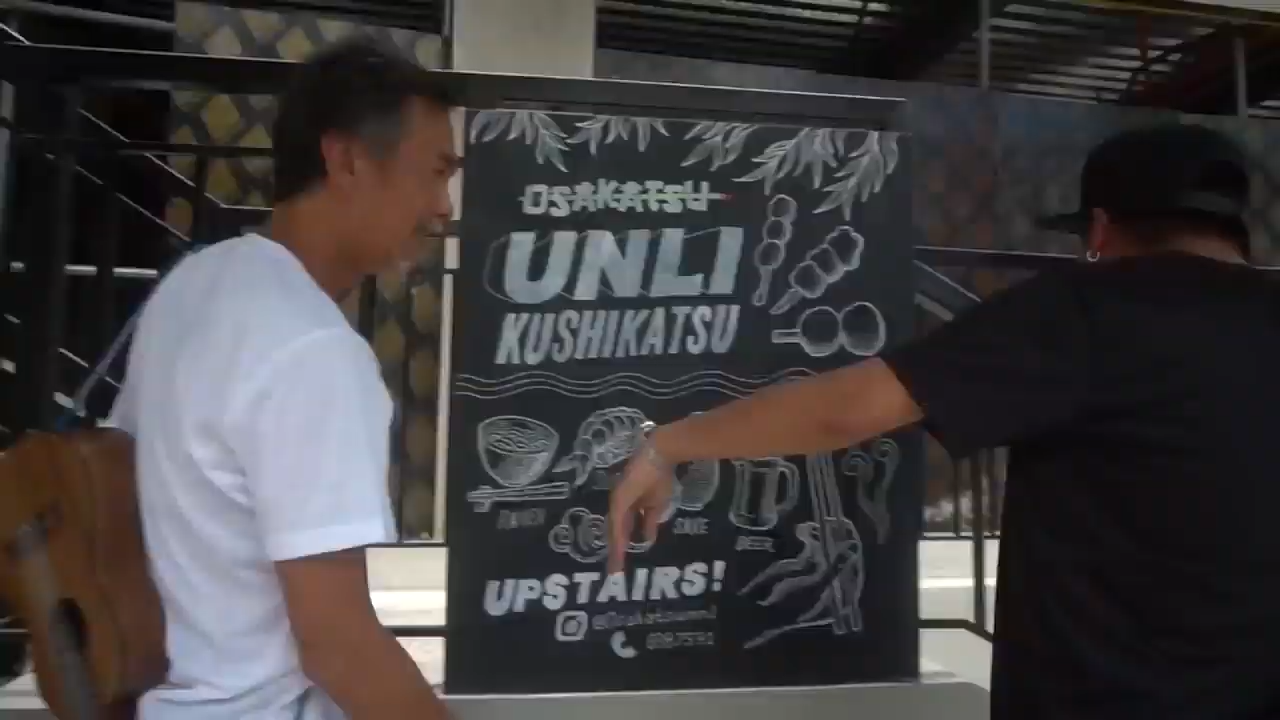 OSAKATSU
UNLI
KUSHIKATSU
RAMEN
SAKE
BEER
UPSTAIRS!